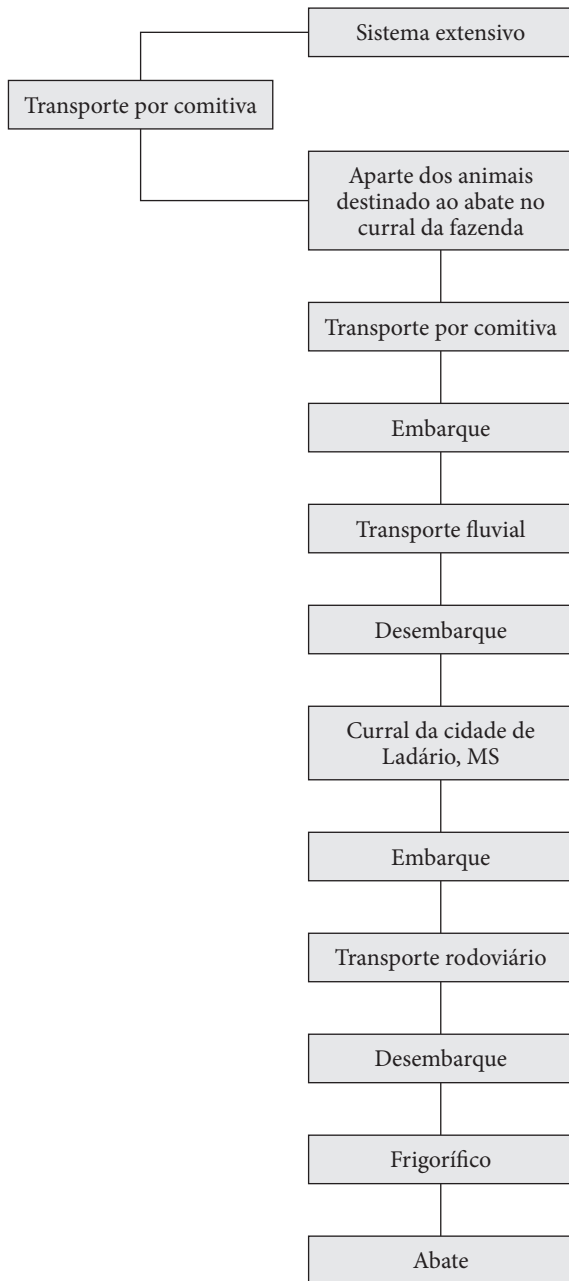 Sistema extensivo
Transporte por comitiva
Aparte dos animais
destinado ao abate no
curral da fazenda
Transporte por comitiva
Embarque
Transporte fluvial
Desembarque
Curral da cidade de
Ladário, MS
Embarque
Transporte rodoviário
Desembarque
Frigorífico
Abate